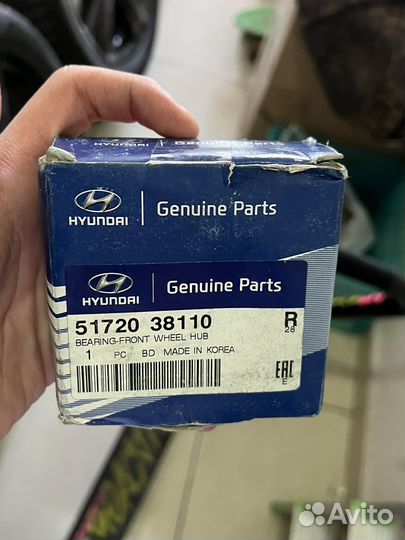 HYUNDAI
Genuine Parts
HYUNDAI
Genuine Parts
51720 38110
R
28
BEARING-FRONT WHEEL HUB
1 PC BD MADE IN KOREA
EAC
E
Avito